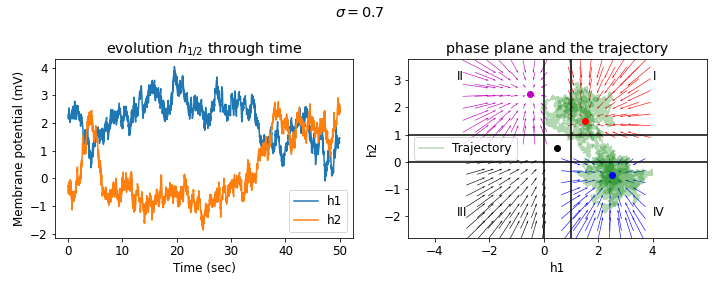 σ = 0.7
evolution h1/2 through time
Membrane potential (mV)
4
3
2
1
0
−1
−2
h1
h2
0
10
20
30
40
50
Time (sec)
phase plane and the trajectory
h2
3
2
1
0
−1
−2
II
I
Trajectory
III
IV
−4
−2
0
2
4
h1